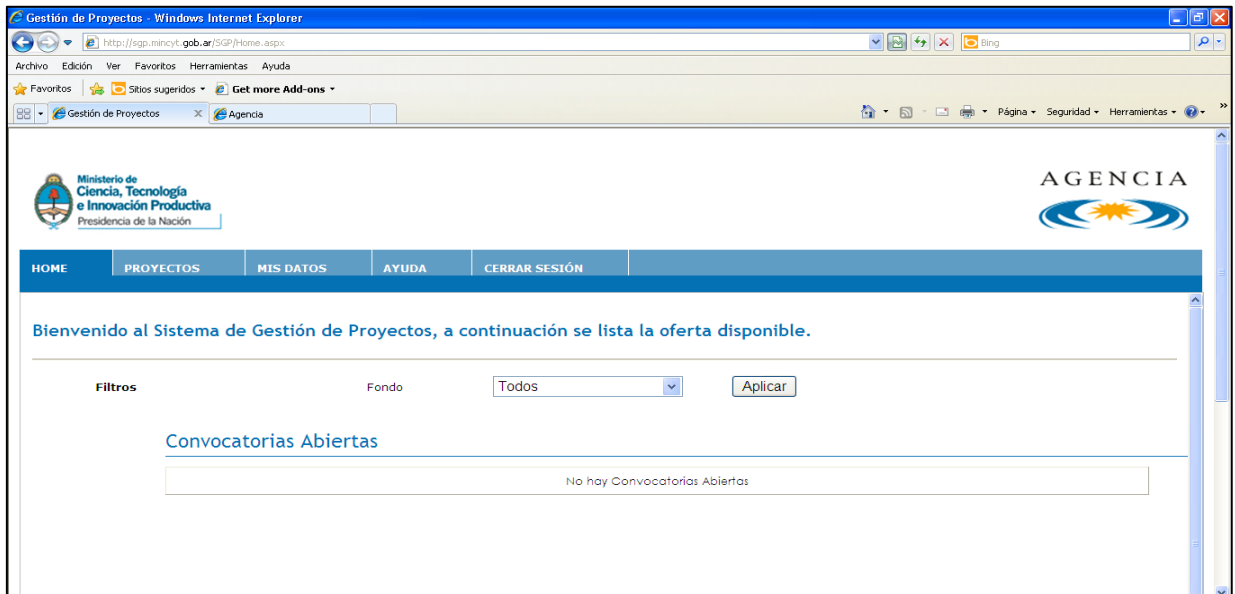 Gestión de Proyectos - Windows Internet Explorer
http://sgp.mincyt.gob.ar/SGP/Home.aspx
Bing
Archivo Edición Ver Favoritos Herramientas Ayuda
Favoritos Sitios sugeridos Get more Add-ons
Gestión de Proyectos X Agencia Página Seguridad Herramientas »
Ministerio de
Ciencia, Tecnología
e Innovación Productiva
Presidencia de la Nación
AGENCIA
HOME PROYECTOS MIS DATOS AYUDA CERRAR SESIÓN
Bienvenido al Sistema de Gestión de Proyectos, a continuación se lista la oferta disponible.
Filtros Fondo Todos Aplicar
Convocatorias Abiertas
No hay Convocatorias Abiertas